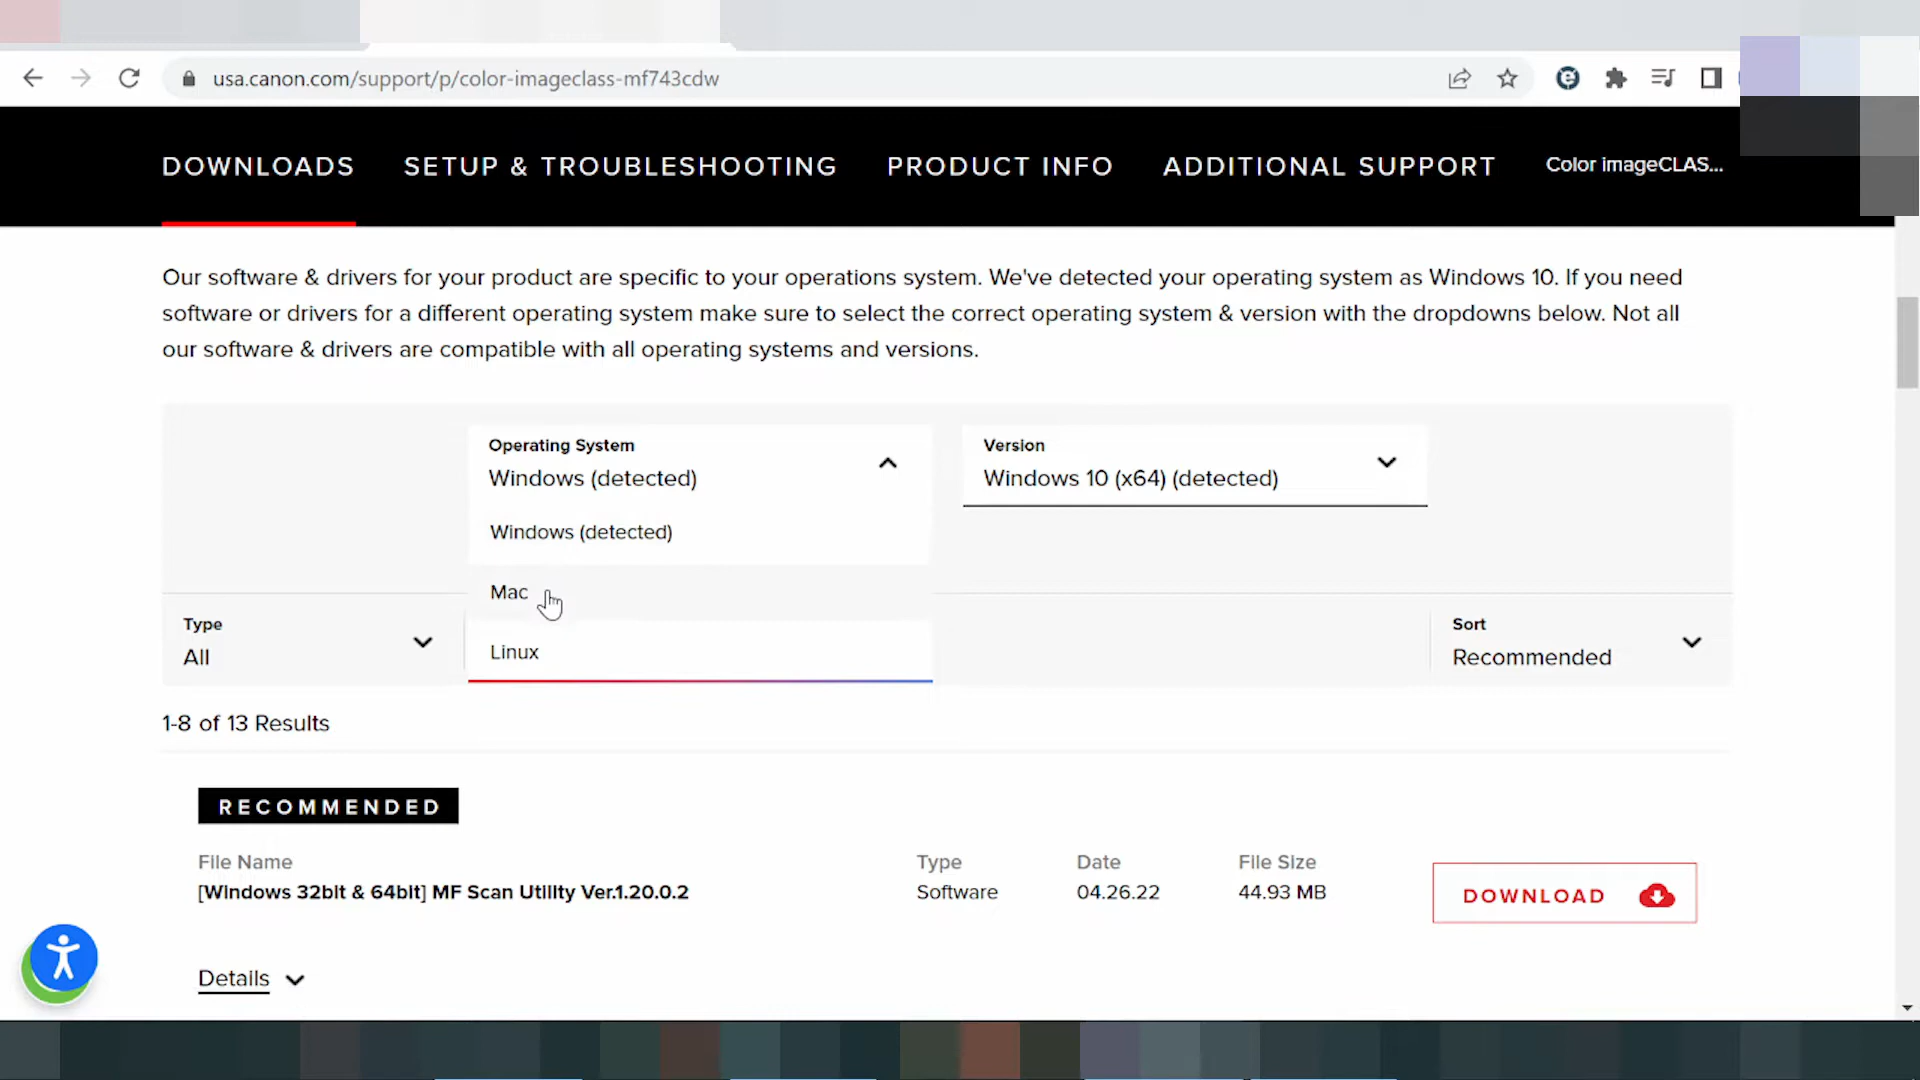 usa.canon.com/support/p/color-imageclass-mf743cdw
DOWNLOADS SETUP & TROUBLESHOOTING PRODUCT INFO ADDITIONAL SUPPORT Color imageCLAS...
Our software & drivers for your product are specific to your operations system. We've detected your operating system as Windows 10. If you need
software or drivers for a different operating system make sure to select the correct operating system & version with the dropdowns below. Not all
our software & drivers are compatible with all operating systems and versions.
Operating System
Windows (detected)
Windows (detected)
Mac
Linux
Version
Windows 10 (x64) (detected)
Type
All
Sort
Recommended
1-8 of 13 Results
RECOMMENDED
File Name Type Date File Size
[Windows 32bit & 64bit] MF Scan Utility Ver.1.20.0.2 Software 04.26.22 44.93 MB
DOWNLOAD
Details